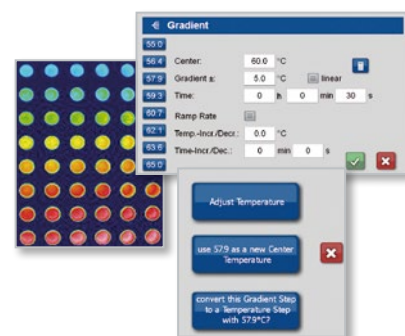 Gradient
55.0
56.4
57.9
59.3
60.7
62.1
63.6
65.0
Center: 60.0 °C
Gradient ±: 5.0 °C linear
Time: 0 h 0 min 30 s
Ramp Rate
Temp.-Incr./Decr.: 0.0 °C
Time-Incr./Dec.: 0 min 0 s
Adjust Temperature
use 57.9 as a new Center
Temperature
convert this Gradient Step
to a Temperature Step
with 57.9°C?